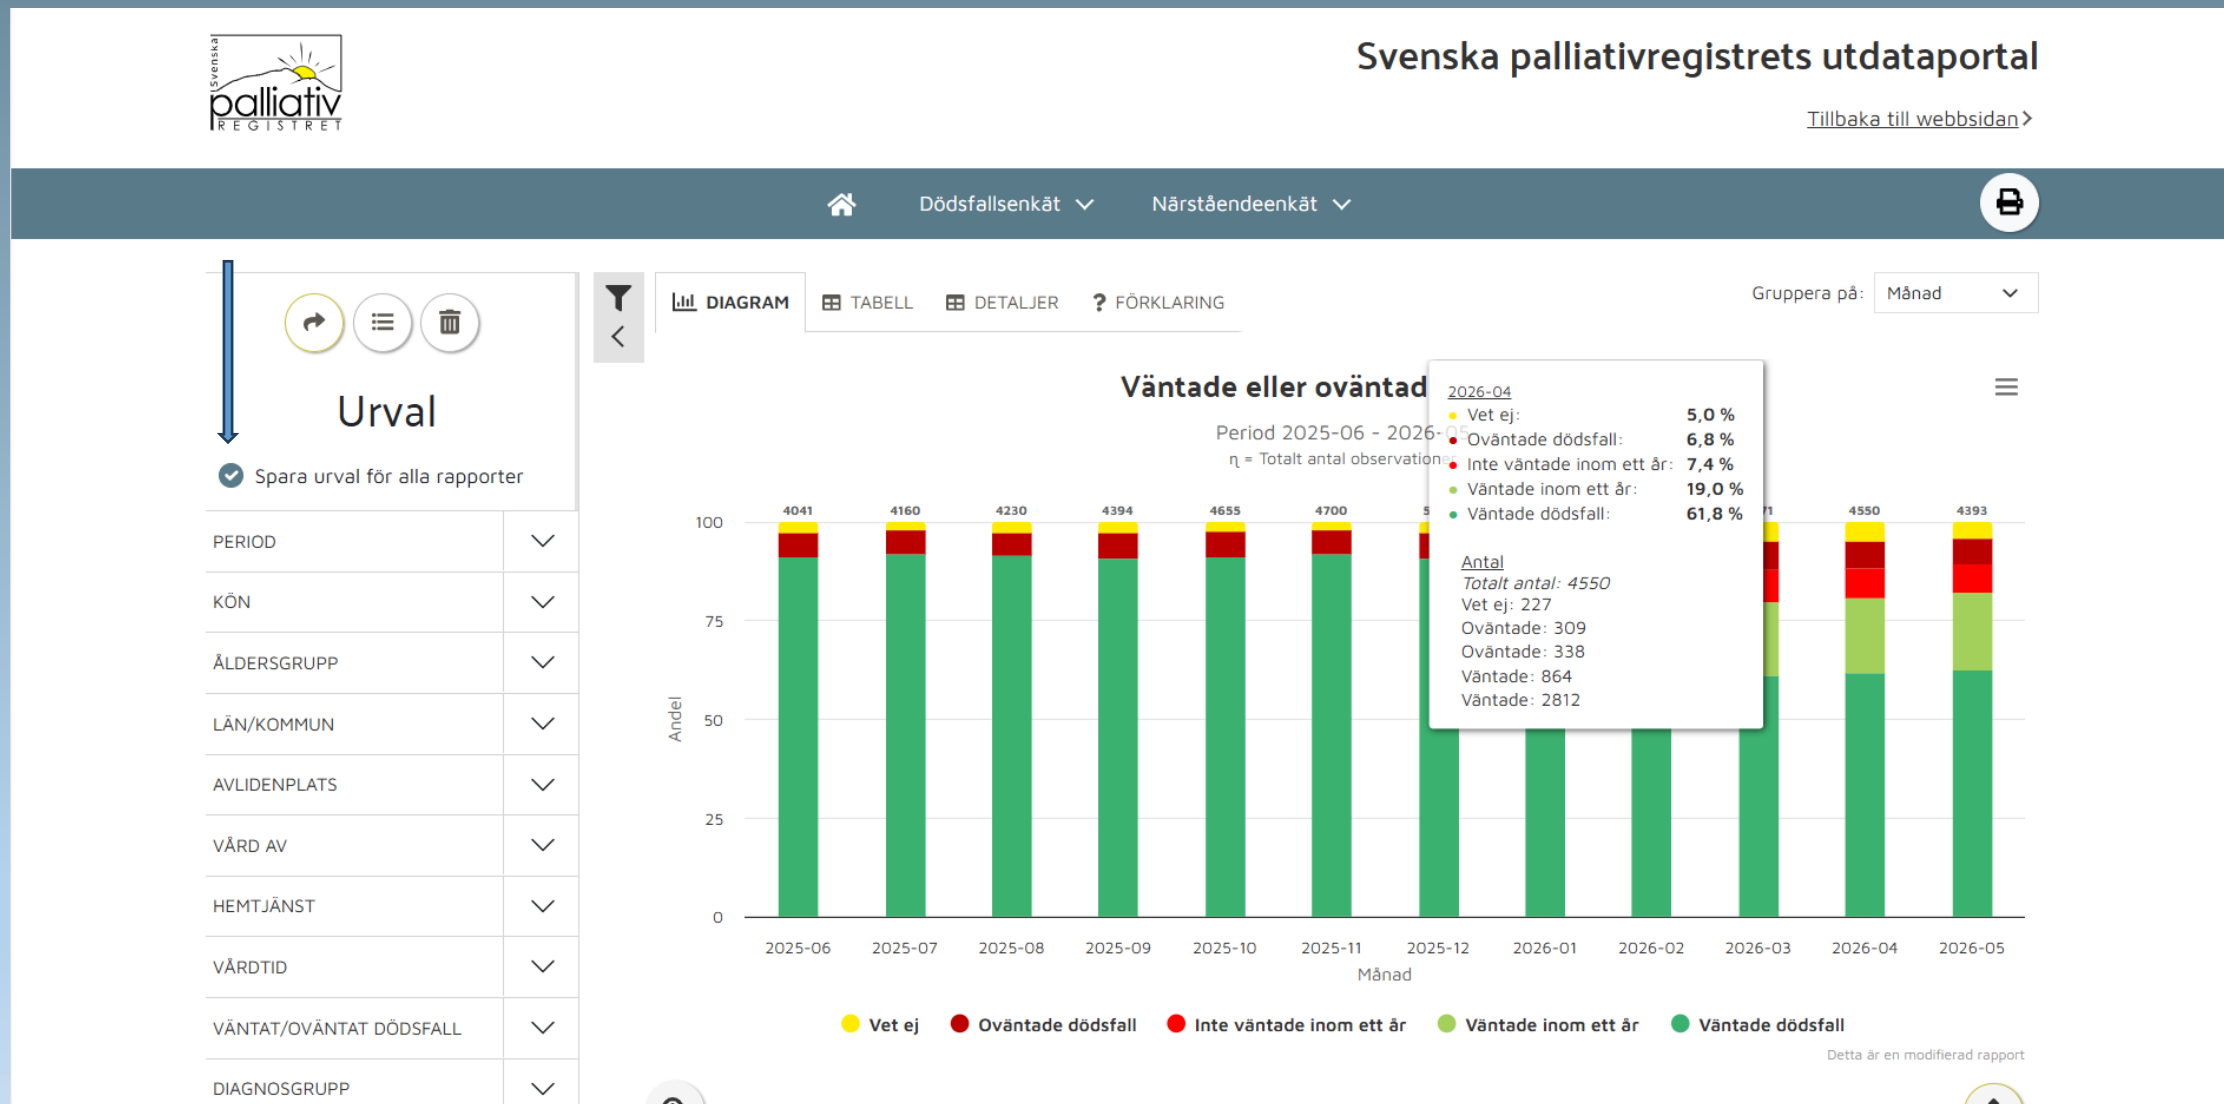 Svenska
palliativ
REGISTRET
Svenska palliativregistrets utdataportal
Tillbaka till webbsidan
Dödsfallsenkät
Närståendeenkät
Urval
Spara urval för alla rapporter
PERIOD
KÖN
ÅLDERSGRUPP
LÄN/KOMMUN
AVLIDENPLATS
VÅRD AV
HEMTJÄNST
VÅRDTID
VÄNTAT/OVÄNTAT DÖDSFALL
DIAGNOSGRUPP
DIAGRAM
TABELL
DETALJER
? FÖRKLARING
Gruppera på: Månad
Väntade eller oväntad
Period 2025-06 - 2026-05
η = Totalt antal observationer
2026-04
Vet ej: 5,0 %
Oväntade dödsfall: 6,8 %
Inte väntade inom ett år: 7,4 %
Väntade inom ett år: 19,0 %
Väntade dödsfall: 61,8 %
Antal
Totalt antal: 4550
Vet ej: 227
Oväntade: 309
Oväntade: 338
Väntade: 864
Väntade: 2812
4041 4160 4230 4394 4655 4700 5 71 4550 4393
100
75
50
25
0
Andel
2025-06 2025-07 2025-08 2025-09 2025-10 2025-11 2025-12 2026-01 2026-02 2026-03 2026-04 2026-05
Månad
Vet ej
Oväntade dödsfall
Inte väntade inom ett år
Väntade inom ett år
Väntade dödsfall
Detta är en modifierad rapport